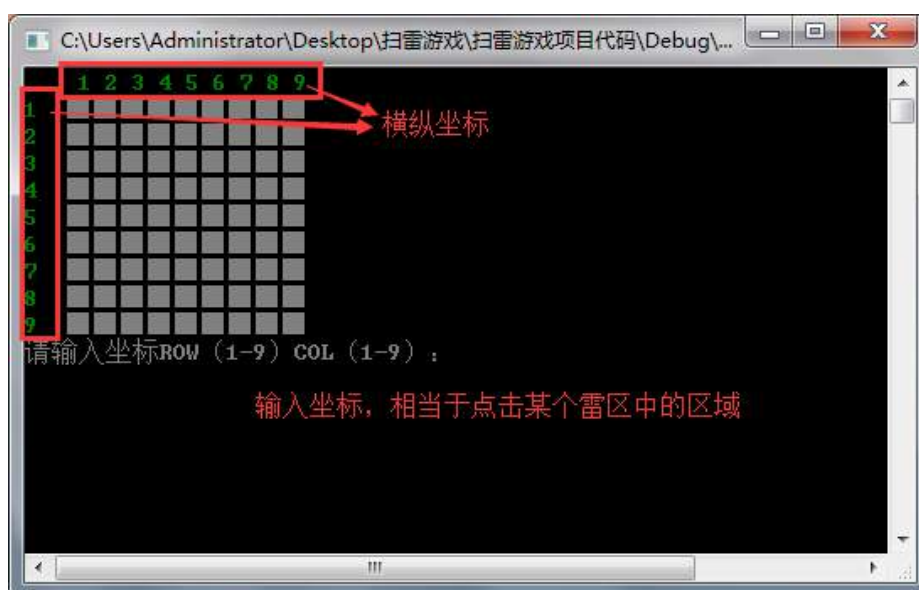 C:\Users\Administrator\Desktop\扫雷游戏\扫雷游戏项目代码\Debug\...
1 2 3 4 5 6 7 8 9
1
横纵坐标
2
3
4
5
6
7
8
9
请输入坐标ROW（1-9）COL（1-9）：
输入坐标，相当于点击某个雷区中的区域